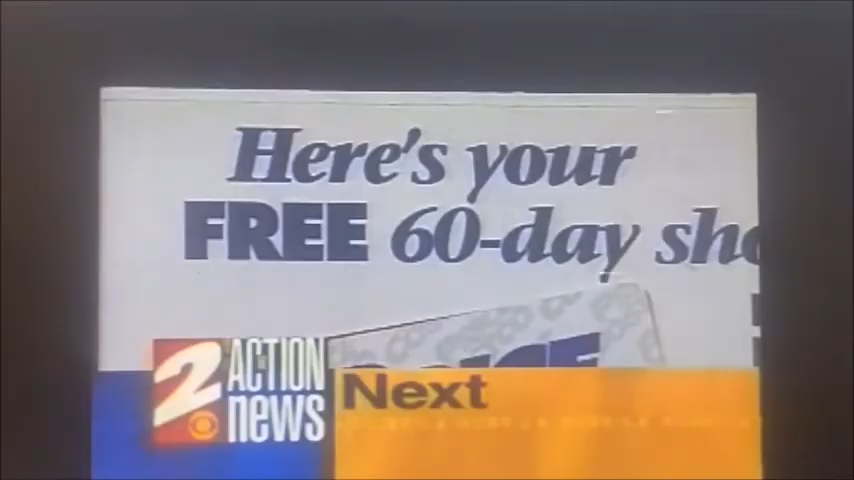 Here's your
FREE 60-day sho
2 ACTION
news
Next